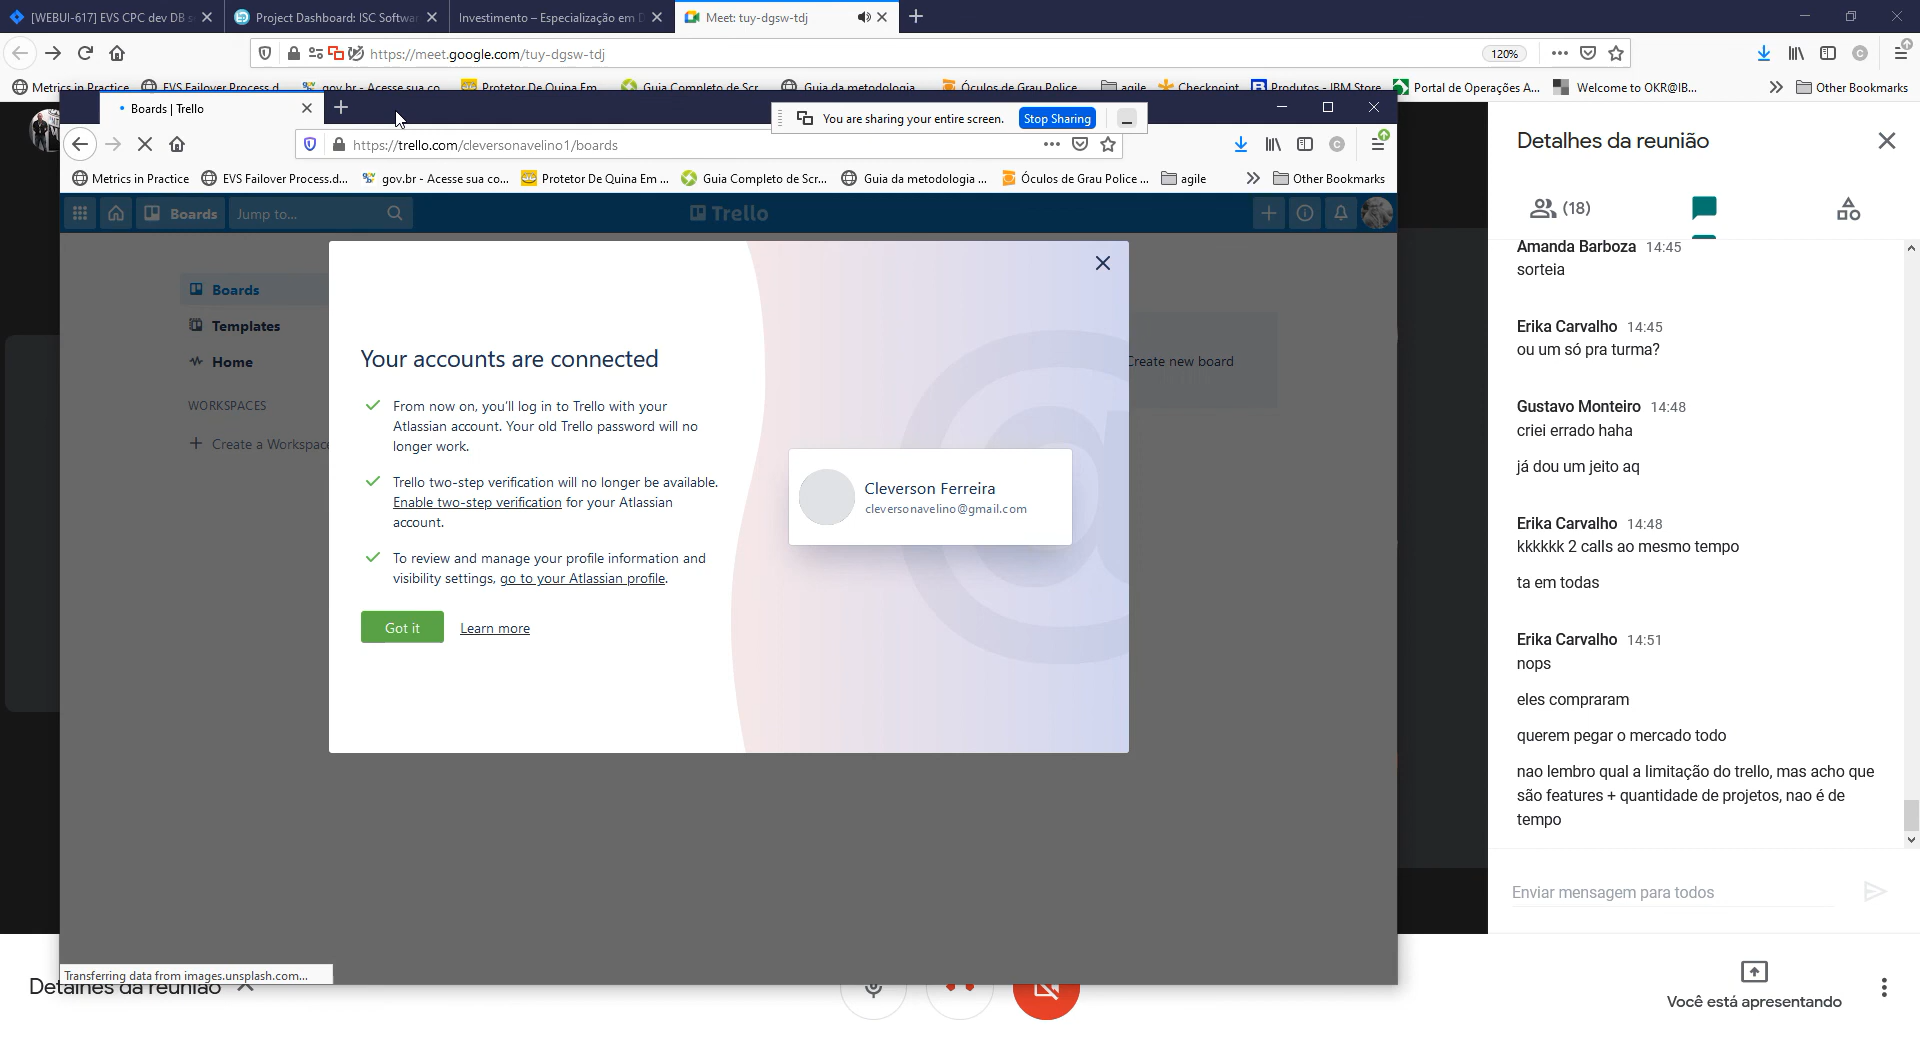 [WEBUI-617] EVS CPC dev DB s
Project Dashboard: ISC Softwar
Investimento – Especialização em D
Meet: tuy-dgsw-tdj
https://meet.google.com/tuy-dgsw-tdj
120%
Metrics in Practice
EVS Failover Process.d...
gov.br - Acesse sua co...
Protetor De Quina Em ...
Guia Completo de Scr...
Guia da metodologia ...
Óculos de Grau Police ...
agile
Checkpoint
Produtos - IBM Store
Portal de Operações A...
Welcome to OKR@IB...
Other Bookmarks
Boards | Trello
You are sharing your entire screen.
Stop Sharing
https://trello.com/cleversonavelino1/boards
Metrics in Practice
EVS Failover Process.d...
gov.br - Acesse sua co...
Protetor De Quina Em ...
Guia Completo de Scr...
Guia da metodologia ...
Óculos de Grau Police ...
agile
Other Bookmarks
Boards
Jump to...
Trello
Boards
Templates
Home
WORKSPACES
Create a Workspace
Create new board
Your accounts are connected
From now on, you'll log in to Trello with your
Atlassian account. Your old Trello password will no
longer work.
Trello two-step verification will no longer be available.
Enable two-step verification for your Atlassian
account.
To review and manage your profile information and
visibility settings, go to your Atlassian profile.
Got it
Learn more
Cleverson Ferreira
cleversonavelino@gmail.com
Transferring data from images.unsplash.com...
Detalhes da reunião
Detalhes da reunião
(18)
Amanda Barboza 14:45
sorteia
Erika Carvalho 14:45
ou um só pra turma?
Gustavo Monteiro 14:48
criei errado haha
já dou um jeito aq
Erika Carvalho 14:48
kkkkkk 2 calls ao mesmo tempo
ta em todas
Erika Carvalho 14:51
nops
eles compraram
querem pegar o mercado todo
nao lembro qual a limitação do trello, mas acho que
são features + quantidade de projetos, nao é de
tempo
Enviar mensagem para todos
Você está apresentando